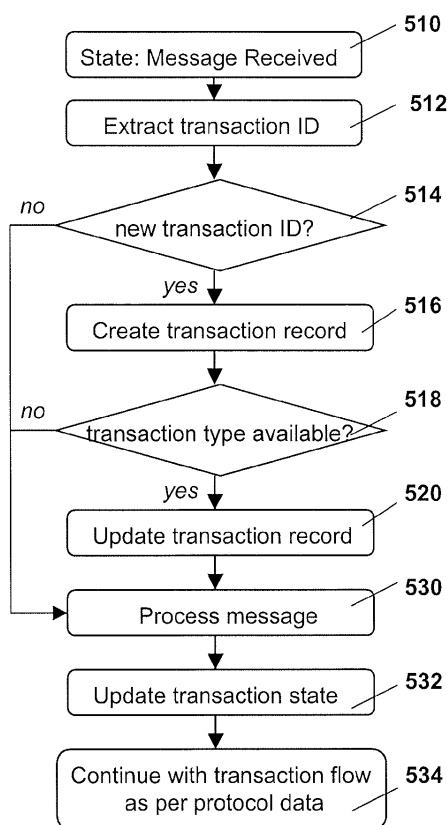 510
State: Message Received
512
Extract transaction ID
514
no
new transaction ID?
yes
516
Create transaction record
518
no
transaction type available?
yes
520
Update transaction record
530
Process message
532
Update transaction state
534
Continue with transaction flow
as per protocol data